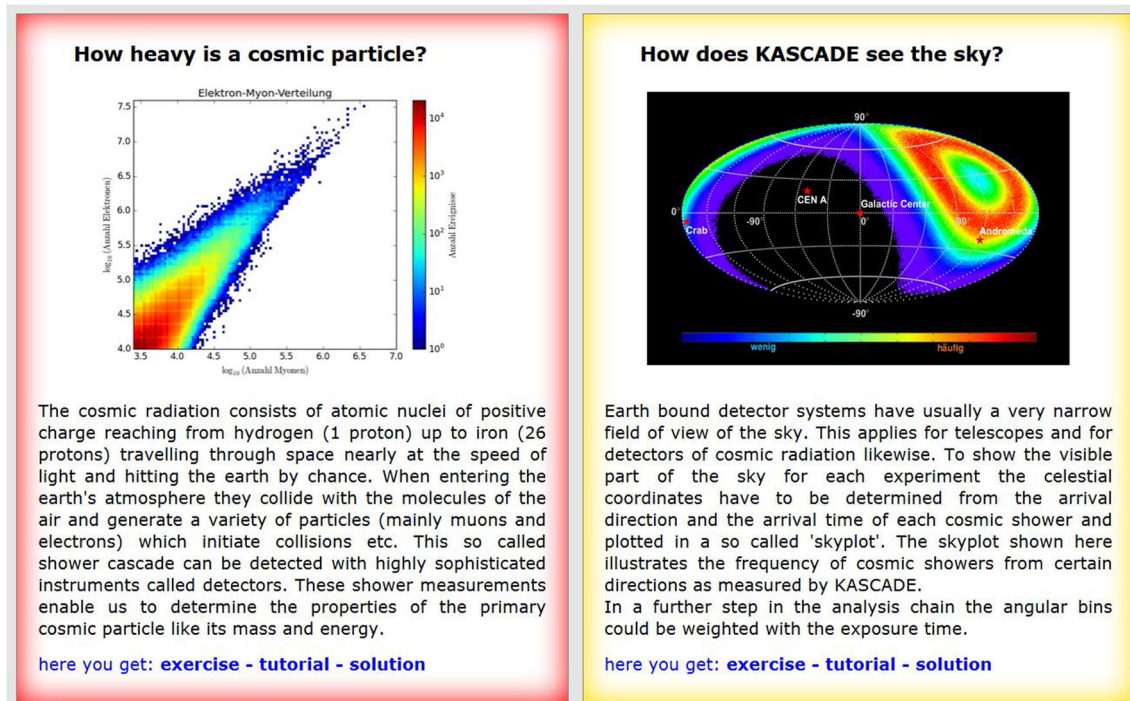 How heavy is a cosmic particle?
Elektron-Myon-Verteilung
7.5
7.0
6.5
6.0
5.5
5.0
4.5
4.0
log₁₀ (Anzahl Elektronen)
3.5 4.0 4.5 5.0 5.5 6.0 6.5 7.0
log₁₀ (Anzahl Myonen)
10⁴
10³
10²
10¹
10⁰
Anzahl Ereignisse
The cosmic radiation consists of atomic nuclei of positive
charge reaching from hydrogen (1 proton) up to iron (26
protons) travelling through space nearly at the speed of
light and hitting the earth by chance. When entering the
earth's atmosphere they collide with the molecules of the
air and generate a variety of particles (mainly muons and
electrons) which initiate collisions etc. This so called
shower cascade can be detected with highly sophisticated
instruments called detectors. These shower measurements
enable us to determine the properties of the primary
cosmic particle like its mass and energy.
here you get: exercise - tutorial - solution
How does KASCADE see the sky?
90°
CEN A
Galactic Center
0°
-90°
0°
90°
Crab
Andromeda
-90°
wenig
häufig
Earth bound detector systems have usually a very narrow
field of view of the sky. This applies for telescopes and for
detectors of cosmic radiation likewise. To show the visible
part of the sky for each experiment the celestial
coordinates have to be determined from the arrival
direction and the arrival time of each cosmic shower and
plotted in a so called 'skyplot'. The skyplot shown here
illustrates the frequency of cosmic showers from certain
directions as measured by KASCADE.
In a further step in the analysis chain the angular bins
could be weighted with the exposure time.
here you get: exercise - tutorial - solution